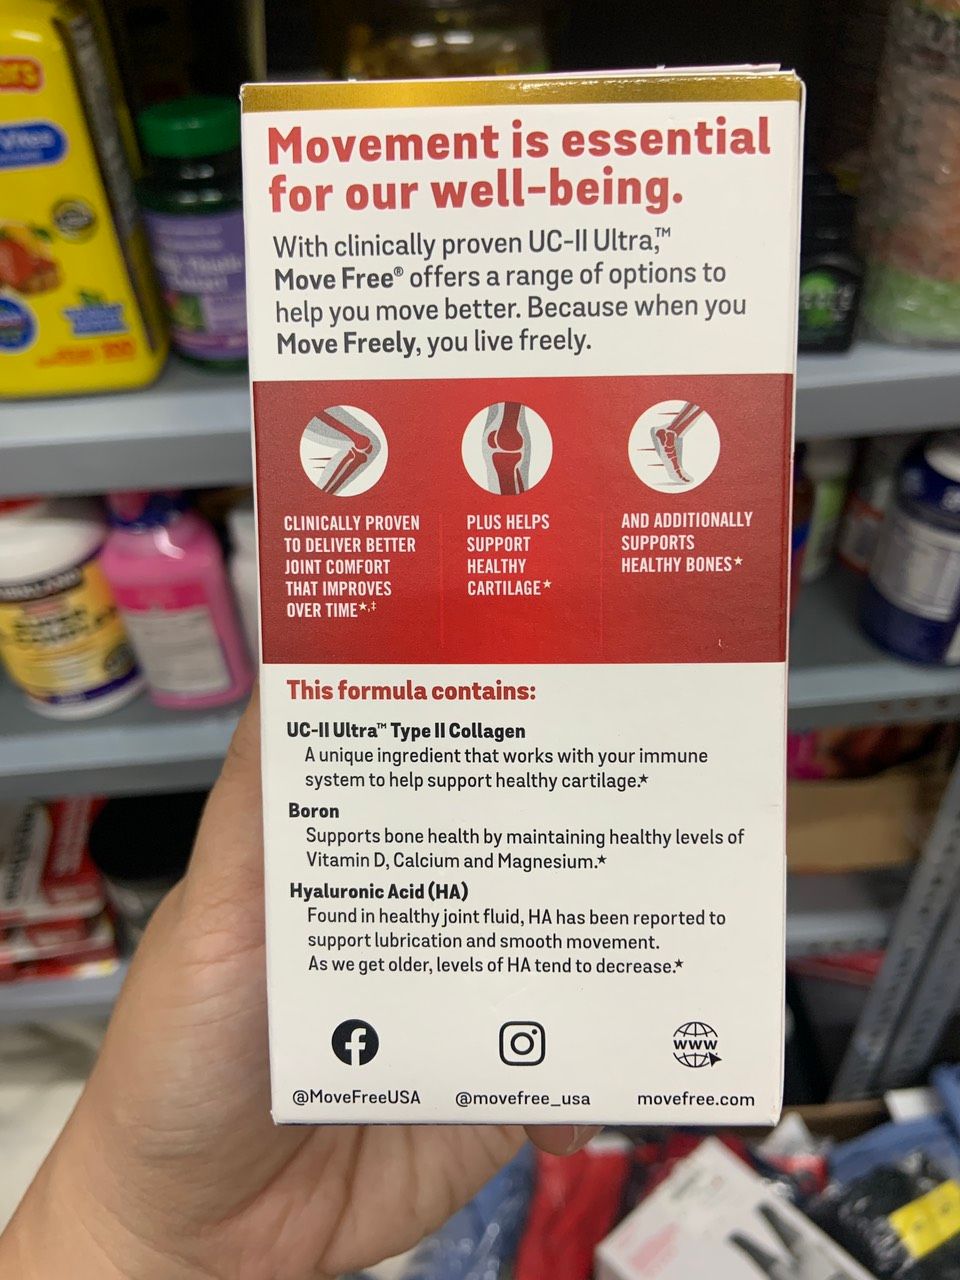 Movement is essential
for our well-being.
With clinically proven UC-II Ultra,™
Move Free® offers a range of options to
help you move better. Because when you
Move Freely, you live freely.
CLINICALLY PROVEN
TO DELIVER BETTER
JOINT COMFORT
THAT IMPROVES
OVER TIME★,‡
PLUS HELPS
SUPPORT
HEALTHY
CARTILAGE★
AND ADDITIONALLY
SUPPORTS
HEALTHY BONES★
This formula contains:
UC-II Ultra™ Type II Collagen
A unique ingredient that works with your immune
system to help support healthy cartilage.★
Boron
Supports bone health by maintaining healthy levels of
Vitamin D, Calcium and Magnesium.★
Hyaluronic Acid (HA)
Found in healthy joint fluid, HA has been reported to
support lubrication and smooth movement.
As we get older, levels of HA tend to decrease.★
www
@MoveFreeUSA
@movefree_usa
movefree.com